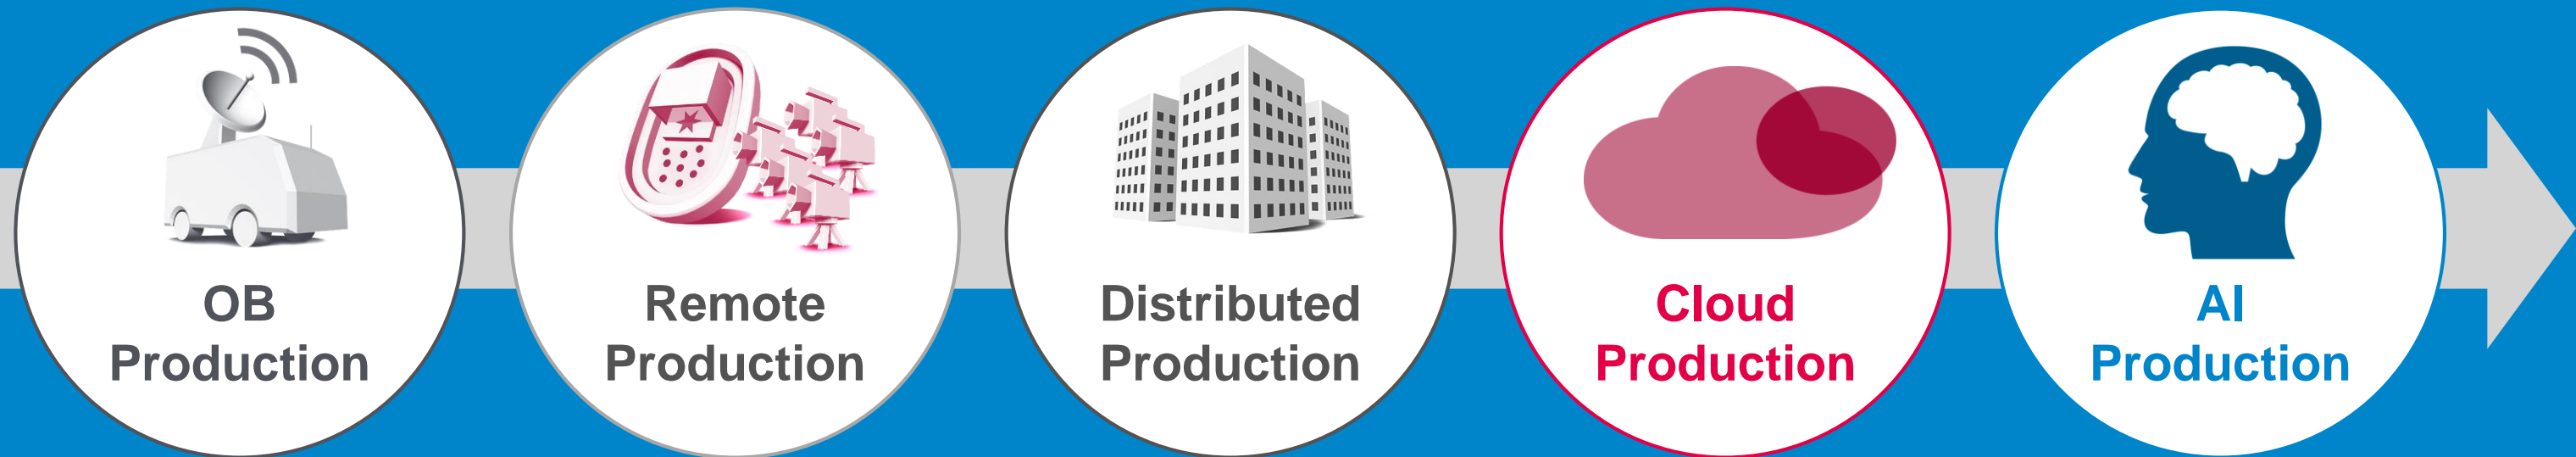 OB
Production
Remote
Production
Distributed
Production
Cloud
Production
AI
Production